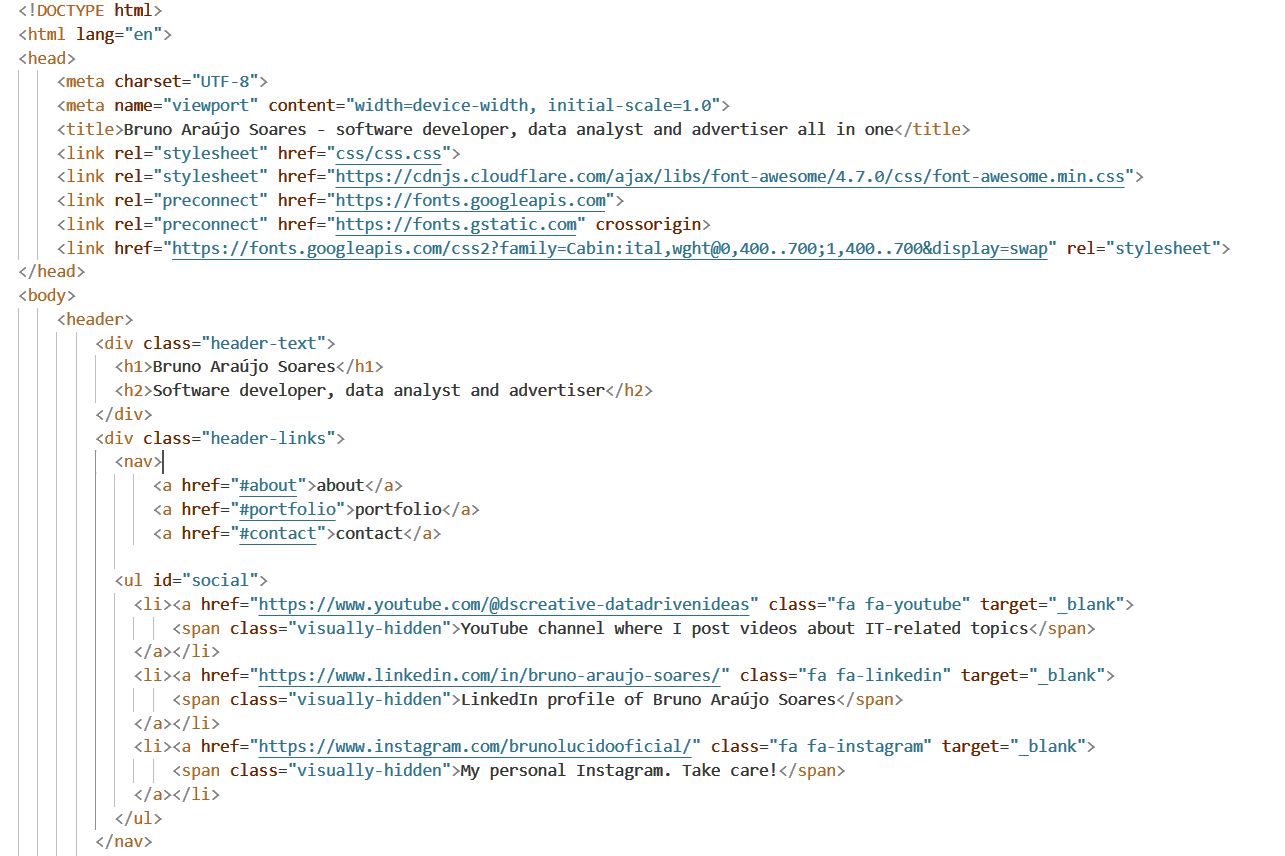 <!DOCTYPE html>
<html lang="en">
<head>
<meta charset="UTF-8">
<meta name="viewport" content="width=device-width, initial-scale=1.0">
<title>Bruno Araújo Soares - software developer, data analyst and advertiser all in one</title>
<link rel="stylesheet" href="css/css.css">
<link rel="stylesheet" href="https://cdnjs.cloudflare.com/ajax/libs/font-awesome/4.7.0/css/font-awesome.min.css">
<link rel="preconnect" href="https://fonts.googleapis.com">
<link rel="preconnect" href="https://fonts.gstatic.com" crossorigin>
<link href="https://fonts.googleapis.com/css2?family=Cabin:ital,wght@0,400..700;1,400..700&display=swap" rel="stylesheet">
</head>
<body>
<header>
<div class="header-text">
<h1>Bruno Araújo Soares</h1>
<h2>Software developer, data analyst and advertiser</h2>
</div>
<div class="header-links">
<nav>
<a href="#about">about</a>
<a href="#portfolio">portfolio</a>
<a href="#contact">contact</a>
<ul id="social">
<li><a href="https://www.youtube.com/@dscreative-datadrivenideas" class="fa fa-youtube" target="_blank">
<span class="visually-hidden">YouTube channel where I post videos about IT-related topics</span>
</a></li>
<li><a href="https://www.linkedin.com/in/bruno-araujo-soares/" class="fa fa-linkedin" target="_blank">
<span class="visually-hidden">LinkedIn profile of Bruno Araújo Soares</span>
</a></li>
<li><a href="https://www.instagram.com/brunolucidooficial/" class="fa fa-instagram" target="_blank">
<span class="visually-hidden">My personal Instagram. Take care!</span>
</a></li>
</ul>
</nav>